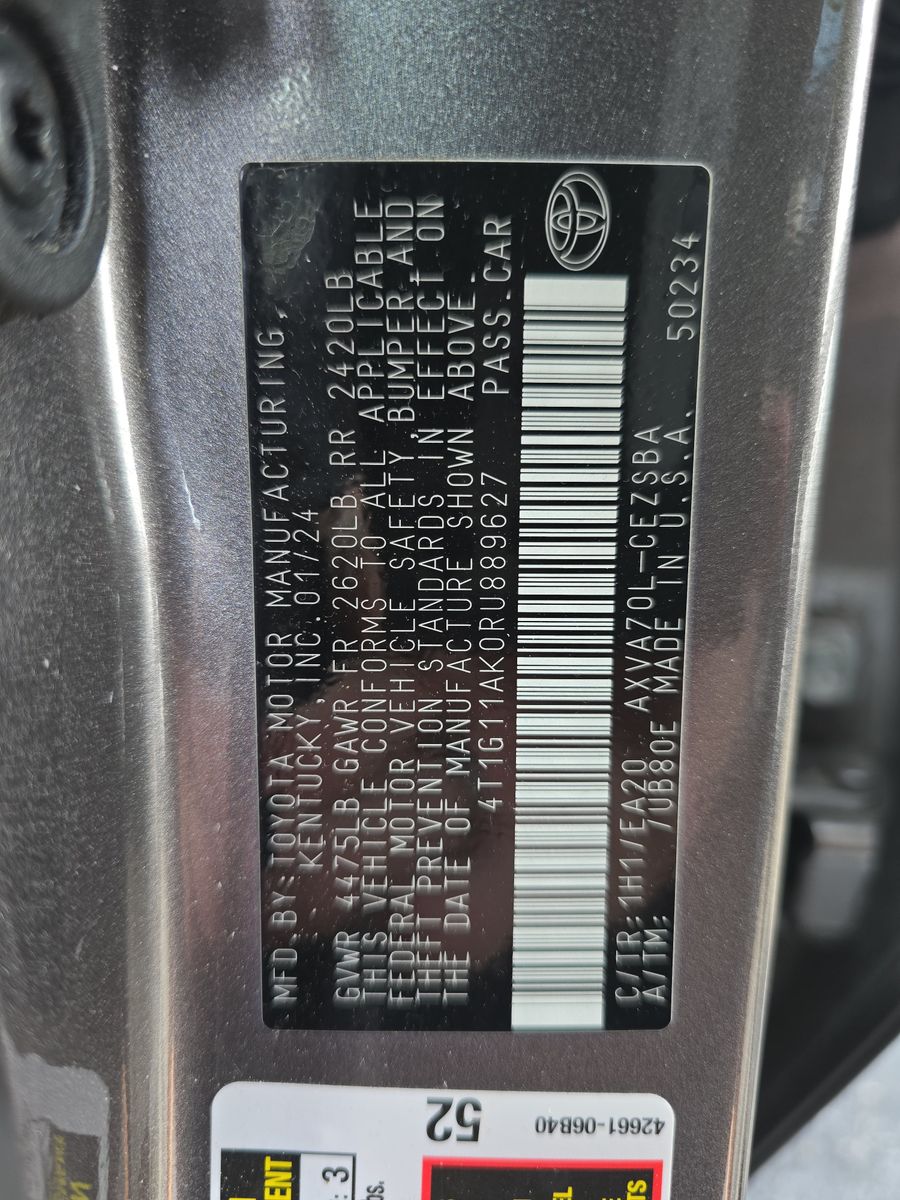 MFD.BY:TOYOTA MOTOR MANUFACTURING,
KENTUCKY,INC.01/24
GVWR 4475LB GAWR FR 2620LB RR 2420LB
THIS VEHICLE CONFORMS TO ALL APPLICABLE
FEDERAL MOTOR VEHICLE SAFETY,BUMPER AND
THEFT PREVENTION STANDARDS IN EFFECT ON
THE DATE OF MANUFACTURE SHOWN ABOVE.
4T1G11AK0RU889627 PASS.CAR
C/TR:1H1/EA20 AXVA70L-CEZSBA
A/TM: /UB80E MADE IN U.S.A. 50234
52
42661-06B40
: 3